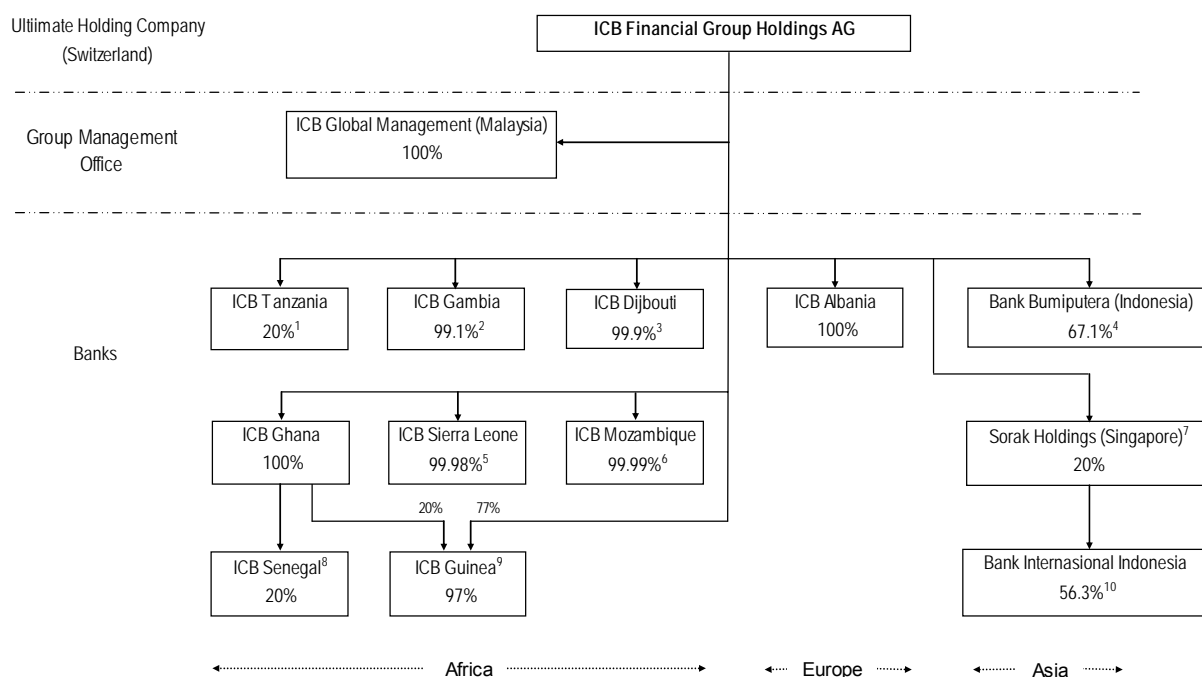 Ultiimate Holding Company
(Switzerland)
ICB Financial Group Holdings AG
Group Management
Office
ICB Global Management (Malaysia)
100%
Banks
ICB Tanzania
20%1
ICB Gambia
99.1%2
ICB Djibouti
99.9%3
ICB Albania
100%
Bank Bumiputera (Indonesia)
67.1%4
ICB Ghana
100%
ICB Sierra Leone
99.98%5
ICB Mozambique
99.99%6
Sorak Holdings (Singapore)7
20%
20%
77%
ICB Senegal8
20%
ICB Guinea9
97%
Bank Internasional Indonesia
56.3%10
Africa
Europe
Asia